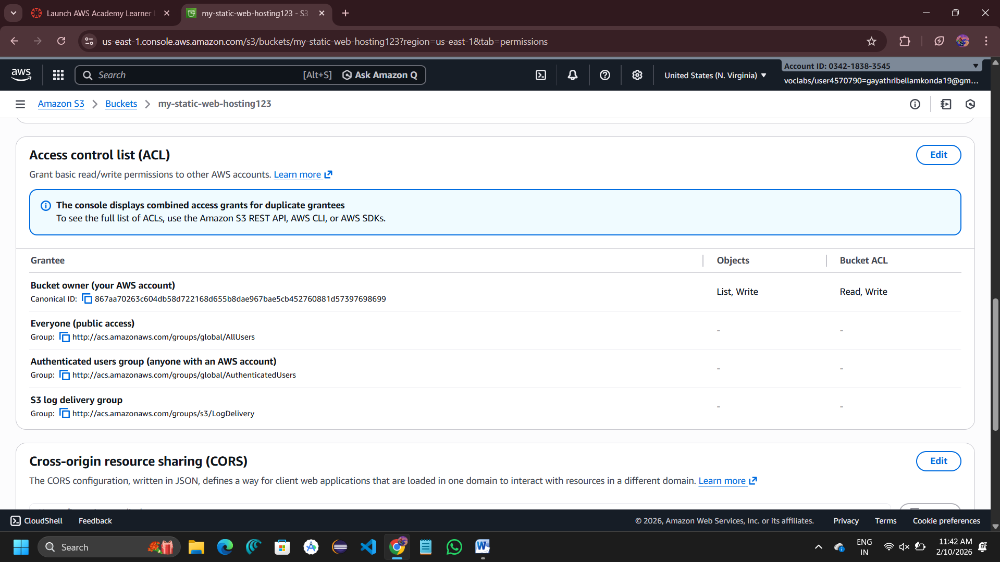 Launch AWS Academy Learner L
my-static-web-hosting123 - S3
us-east-1.console.aws.amazon.com/s3/buckets/my-static-web-hosting123?region=us-east-1&tab=permissions
aws
Search [Alt+S] Ask Amazon Q
United States (N. Virginia)
Account ID: 0342-1838-3545
voclabs/user4570790=gayathribellamkonda19@gm...
Amazon S3 > Buckets > my-static-web-hosting123
Access control list (ACL)
Edit
Grant basic read/write permissions to other AWS accounts. Learn more
The console displays combined access grants for duplicate grantees
To see the full list of ACLs, use the Amazon S3 REST API, AWS CLI, or AWS SDKs.
Grantee Objects Bucket ACL
Bucket owner (your AWS account)
Canonical ID: 867aa70263c604db58d722168d655b8dae967bae5cb452760881d57397698699
List, Write Read, Write
Everyone (public access)
Group: http://acs.amazonaws.com/groups/global/AllUsers
- -
Authenticated users group (anyone with an AWS account)
Group: http://acs.amazonaws.com/groups/global/AuthenticatedUsers
- -
S3 log delivery group
Group: http://acs.amazonaws.com/groups/s3/LogDelivery
- -
Cross-origin resource sharing (CORS)
Edit
The CORS configuration, written in JSON, defines a way for client web applications that are loaded in one domain to interact with resources in a different domain. Learn more
CloudShell Feedback © 2026, Amazon Web Services, Inc. or its affiliates. Privacy Terms Cookie preferences
Search
ENG
IN
11:42 AM
2/10/2026